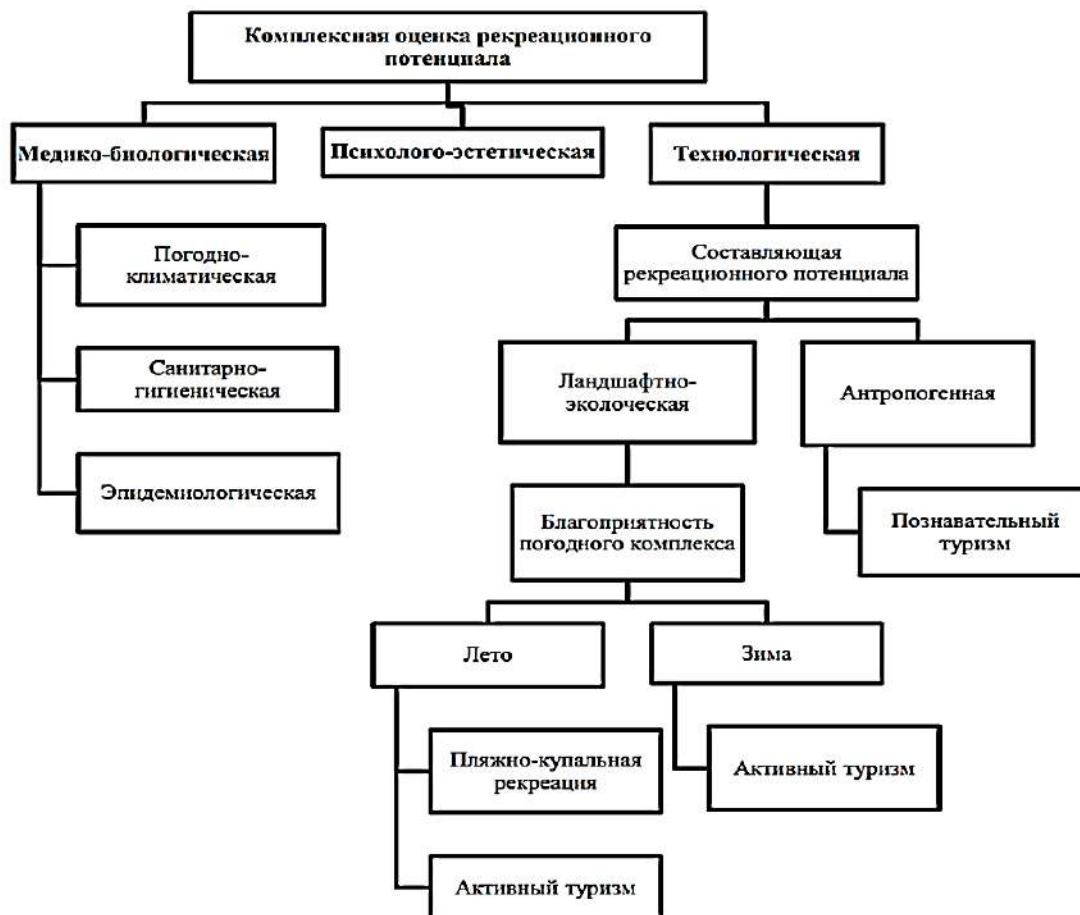 Комплексная оценка рекреационного
потенциала
Медико-биологическая
Психолого-эстетическая
Технологическая
Погодно-
климатическая
Санитарно-
гигиеническая
Эпидемиологическая
Составляющая
рекреационного потенциала
Ландшафтно-
эколоческая
Антропогенная
Благоприятность
погодного комплекса
Познавательный
туризм
Лето
Зима
Пляжно-купальная
рекреация
Активный туризм
Активный туризм